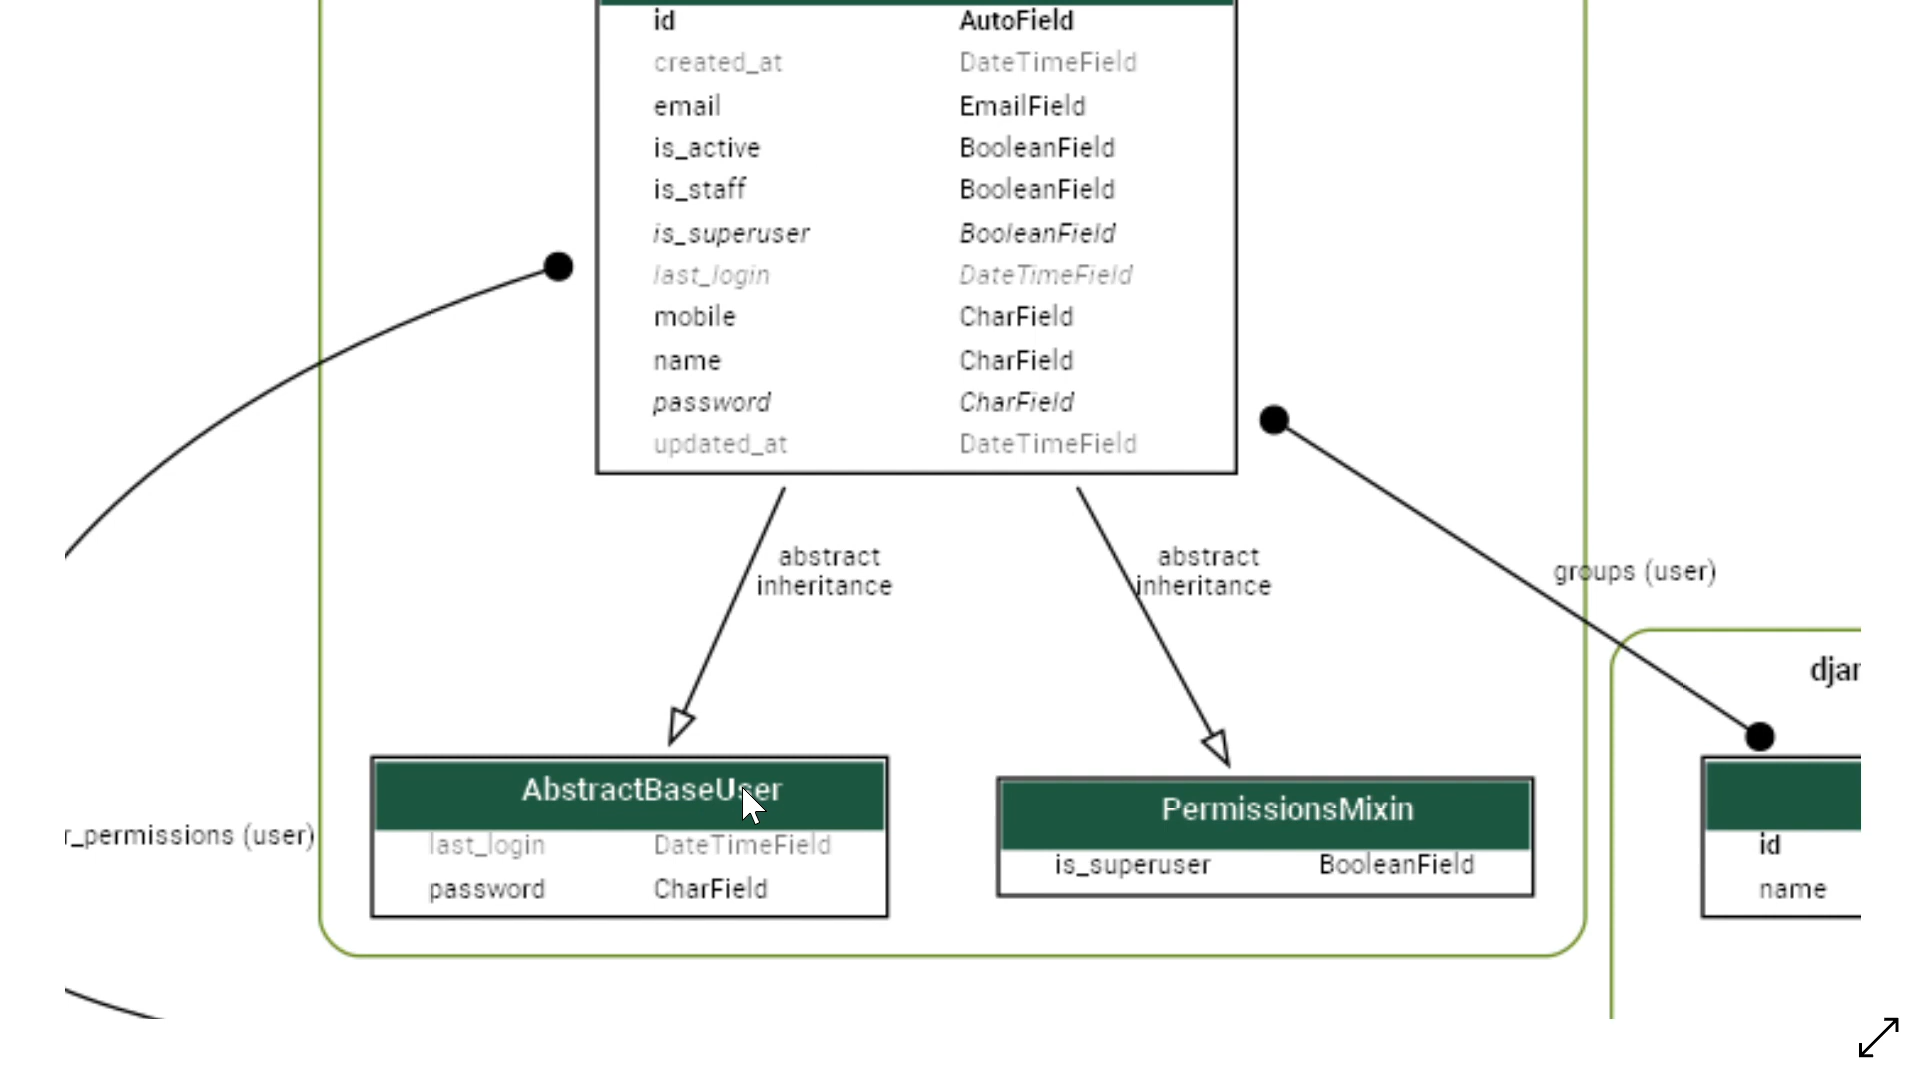 id AutoField
created_at DateTimeField
email EmailField
is_active BooleanField
is_staff BooleanField
is_superuser BooleanField
last_login DateTimeField
mobile CharField
name CharField
password CharField
updated_at DateTimeField
abstract
inheritance
abstract
inheritance
groups (user)
djan
AbstractBaseUser
last_login DateTimeField
password CharField
r_permissions (user)
PermissionsMixin
is_superuser BooleanField
id
name